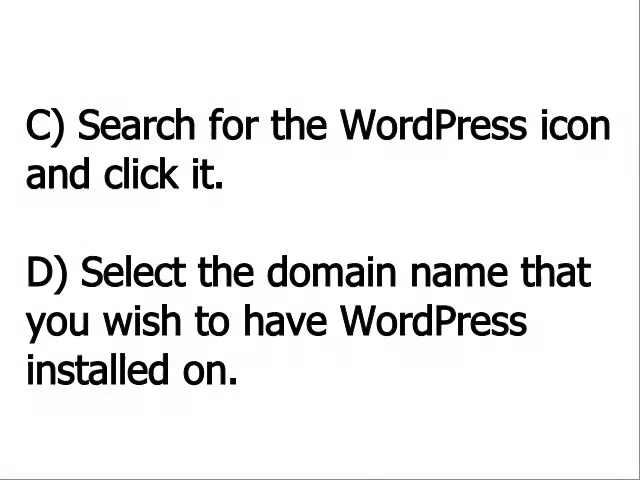 C) Search for the WordPress icon
and click it.
D) Select the domain name that
you wish to have WordPress
installed on.